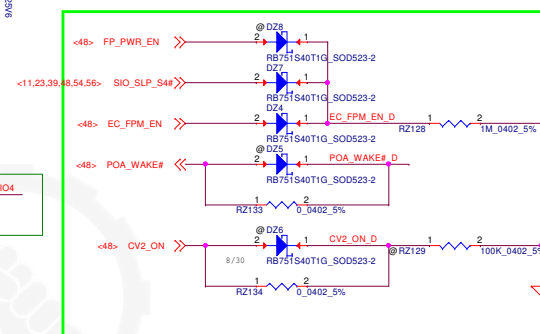 25V6
@ DZ8
<48> FP_PWR_EN 2 1
RB751S40T1G_SOD523-2
DZ7
<11,23,39,48,54,56> SIO_SLP_S4# 2 1
RB751S40T1G_SOD523-2
DZ4
<48> EC_FPM_EN 2 1 EC_FPM_EN_D 1 2
RB751S40T1G_SOD523-2 RZ128 1M_0402_5%
@ DZ5
<48> POA_WAKE# 2 1 POA_WAKE#_D
RB751S40T1G_SOD523-2
IO4
1 2
RZ133 0_0402_5%
@ DZ6
<48> CV2_ON 2 1 CV2_ON_D 1 2
8/30 RB751S40T1G_SOD523-2 @ RZ129 100K_0402_5%
1 2
RZ134 0_0402_5%